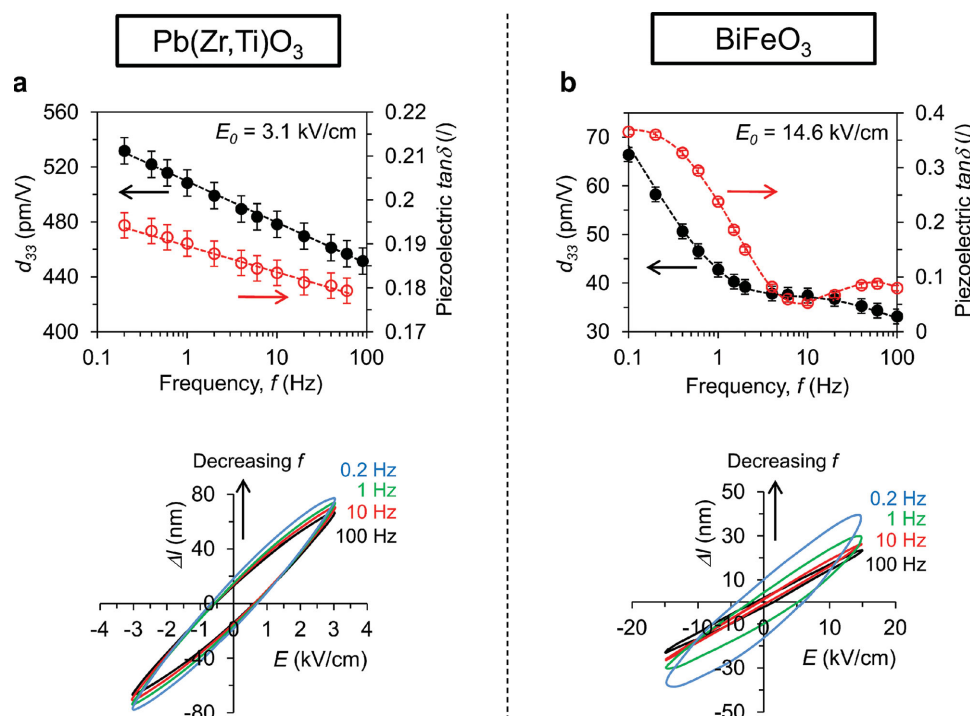 Pb(Zr,Ti)O3
BiFeO3
a
E0 = 3.1 kV/cm
d33 (pm/V)
560
520
480
440
400
0.22
0.21
0.20
0.19
0.18
0.17
Piezoelectric tanδ (/)
0.1 1 10 100
Frequency, f (Hz)
b
E0 = 14.6 kV/cm
d33 (pm/V)
70
60
50
40
30
0.4
0.3
0.2
0.1
0
Piezoelectric tanδ (/)
0.1 1 10 100
Frequency, f (Hz)
Decreasing f
0.2 Hz
1 Hz
10 Hz
100 Hz
Δl (nm)
80
40
0
-40
-80
-4 -3 -2 -1 0 1 2 3 4
E (kV/cm)
Decreasing f
0.2 Hz
1 Hz
10 Hz
100 Hz
Δl (nm)
50
30
10
-10
-30
-50
-20 -10 0 10 20
E (kV/cm)